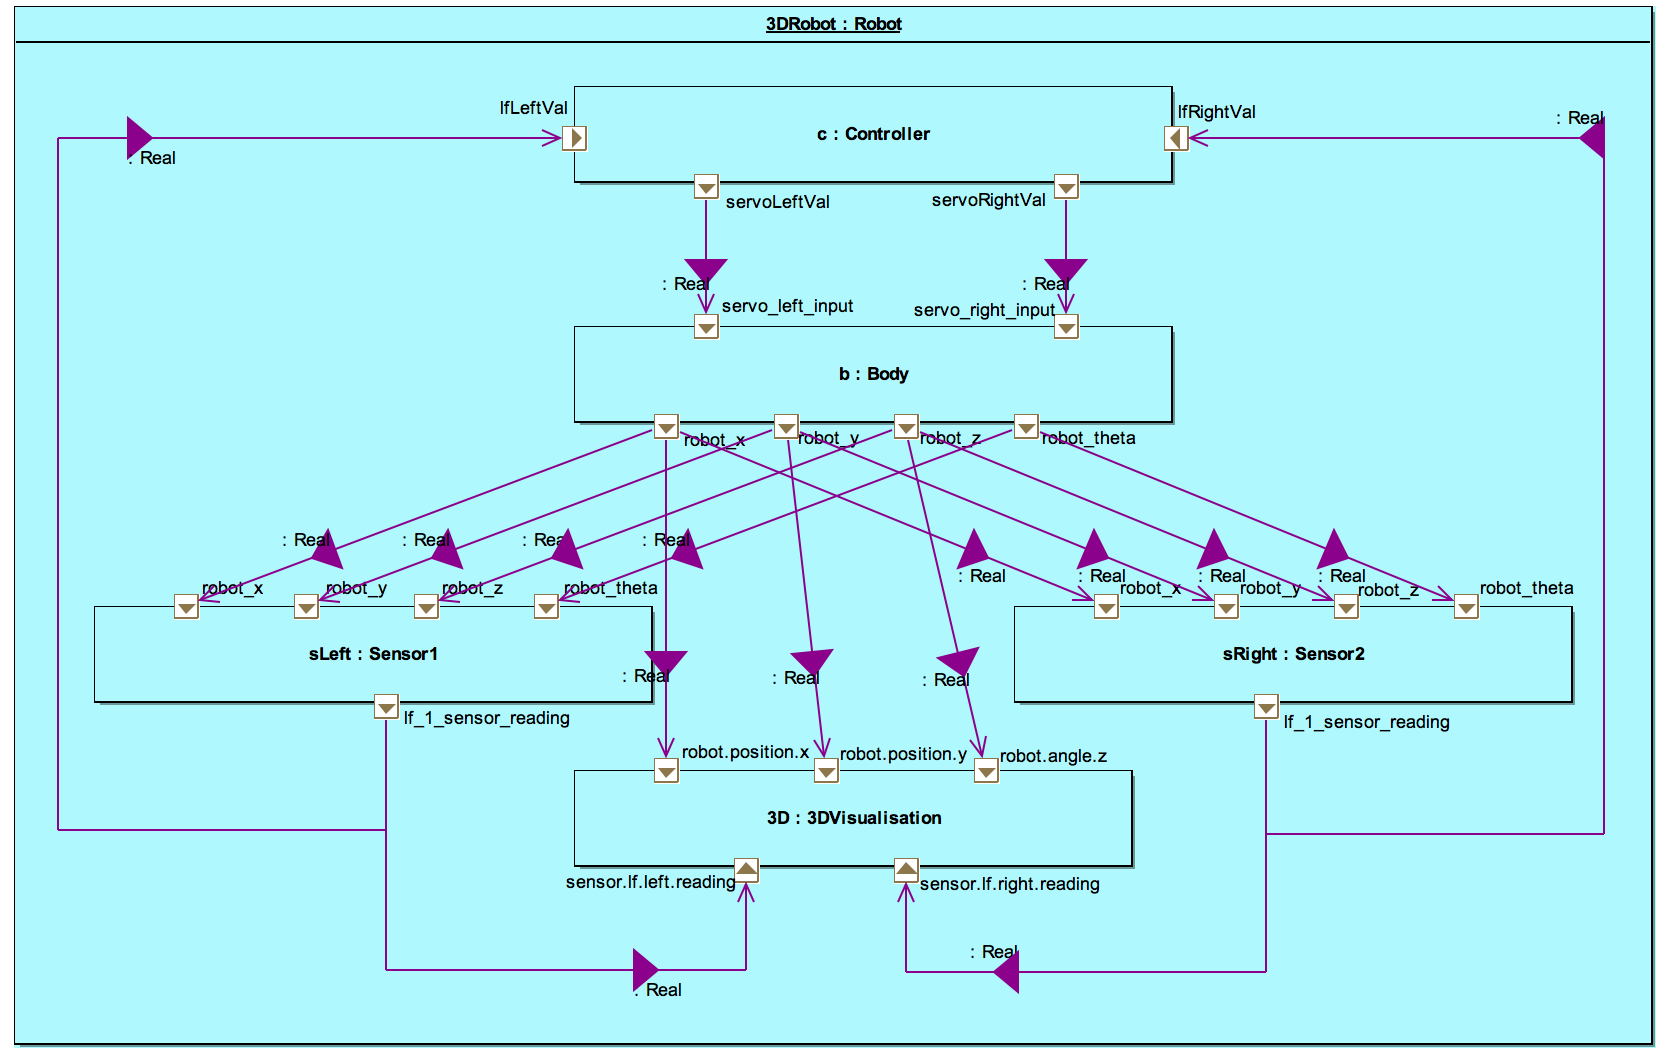 3DRobot : Robot
lfLeftVal
lfRightVal
: Real
c : Controller
: Real
servoLeftVal
servoRightVal
: Real
: Real
servo_left_input
servo_right_input
b : Body
robot_x
robot_y
robot_z
robot_theta
: Real
: Real
: Real
: Real
: Real
: Real
: Real
: Real
robot_x
robot_y
robot_z
robot_theta
robot_x
robot_y
robot_z
robot_theta
sLeft : Sensor1
sRight : Sensor2
: Real
: Real
: Real
lf_1_sensor_reading
lf_1_sensor_reading
robot.position.x
robot.position.y
robot.angle.z
3D : 3DVisualisation
sensor.lf.left.reading
sensor.lf.right.reading
: Real
: Real